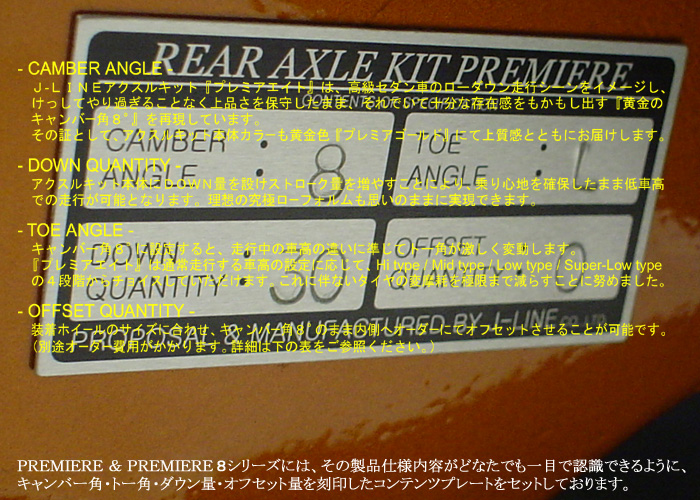 REAR AXLE KIT PREMIERE
- CAMBER ANGLE -
J-LINEアクスルキット『プレミアエイト』は、高級セダン車のローダウン走行シーンをイメージし、
けっしてやり過ぎることなく上品さを保守したまま、それでいて十分な存在感をもかもし出す『黄金の
キャンバー角8°』を再現しています。
その証として、アクスルキット本体カラーも黄金色『プレミアゴールド』にて上質感とともにお届けします。
CAMBER ANGLE : 8
TOE ANGLE : 1
- DOWN QUANTITY -
アクスルキット本体にDOWN量を設けストローク量を増やすことにより、乗り心地を確保したまま低車高
での走行が可能となります。理想の究極ローフォルムも思いのままに実現できます。
- TOE ANGLE -
キャンバー角8°に設定すると、走行中の車高の違いに準じてトー角が激しく変動します。
『プレミアエイト』は通常走行する車高の設定に応じて、Hi type / Mid type / Low type / Super-Low type
の4段階からチョイスしていただけます。これに伴ないタイヤの変摩耗を極限まで減らすことに努めました。
DOWN QUANTITY : 30
OFFSET : 0
- OFFSET QUANTITY -
装着ホイールのサイズに合わせ、キャンバー角8°のまま内側へオーダーにてオフセットさせることが可能です。
（別途オーダー費用がかかります。詳細は下の表をご参照ください。）
PROPOSAL & MANUFACTURED BY J-LINE CO.,LTD.
PREMIERE & PREMIERE 8シリーズには、その製品仕様内容がどなたでも一目で認識できるように、
キャンバー角・トー角・ダウン量・オフセット量を刻印したコンテンツプレートをセットしております。